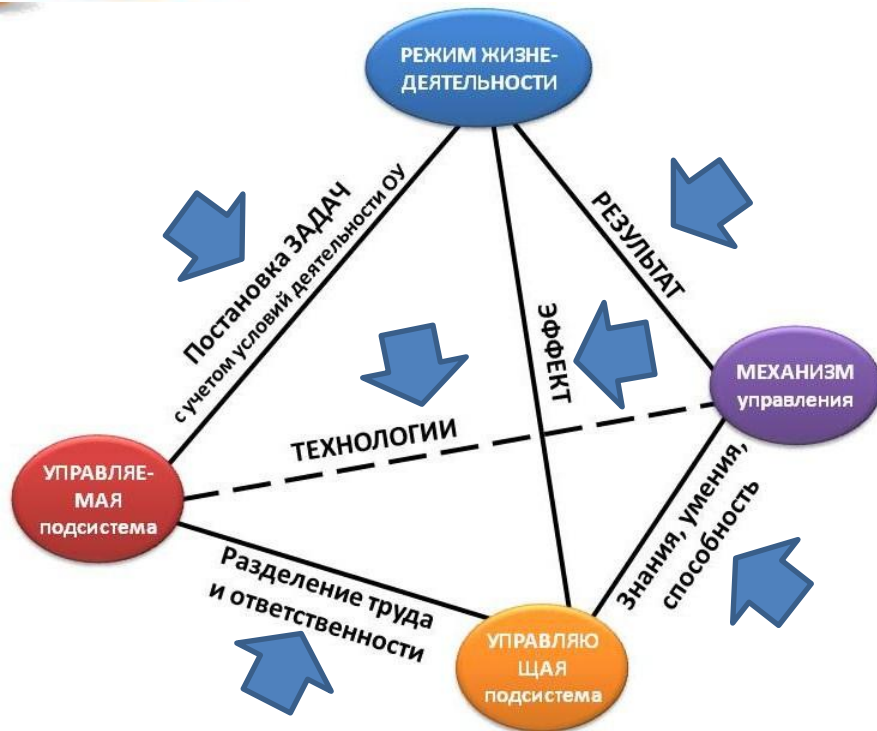 РЕЖИМ ЖИЗНЕ-
ДЕЯТЕЛЬНОСТИ
Постановка ЗАДАЧ
с учетом условий деятельности ОУ
РЕЗУЛЬТАТ
ЭФФЕКТ
МЕХАНИЗМ
управления
ТЕХНОЛОГИИ
УПРАВЛЯЕ-
МАЯ
подсистема
Разделение труда
и ответственности
Знания, умения,
способность
УПРАВЛЯЮ
ЩАЯ
подсистема